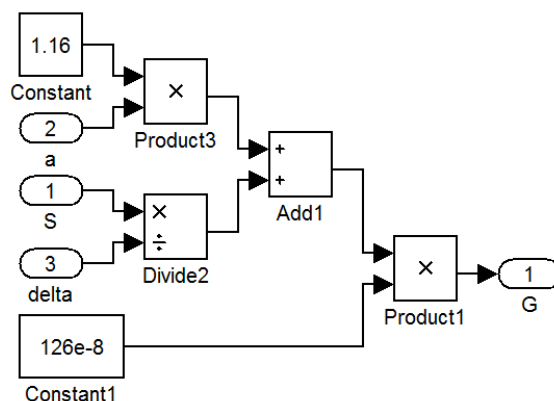 1.16
Constant
2
a
×
Product3
1
S
×
÷
Divide2
3
delta
+
+
Add1
×
Product1
1
G
126e-8
Constant1